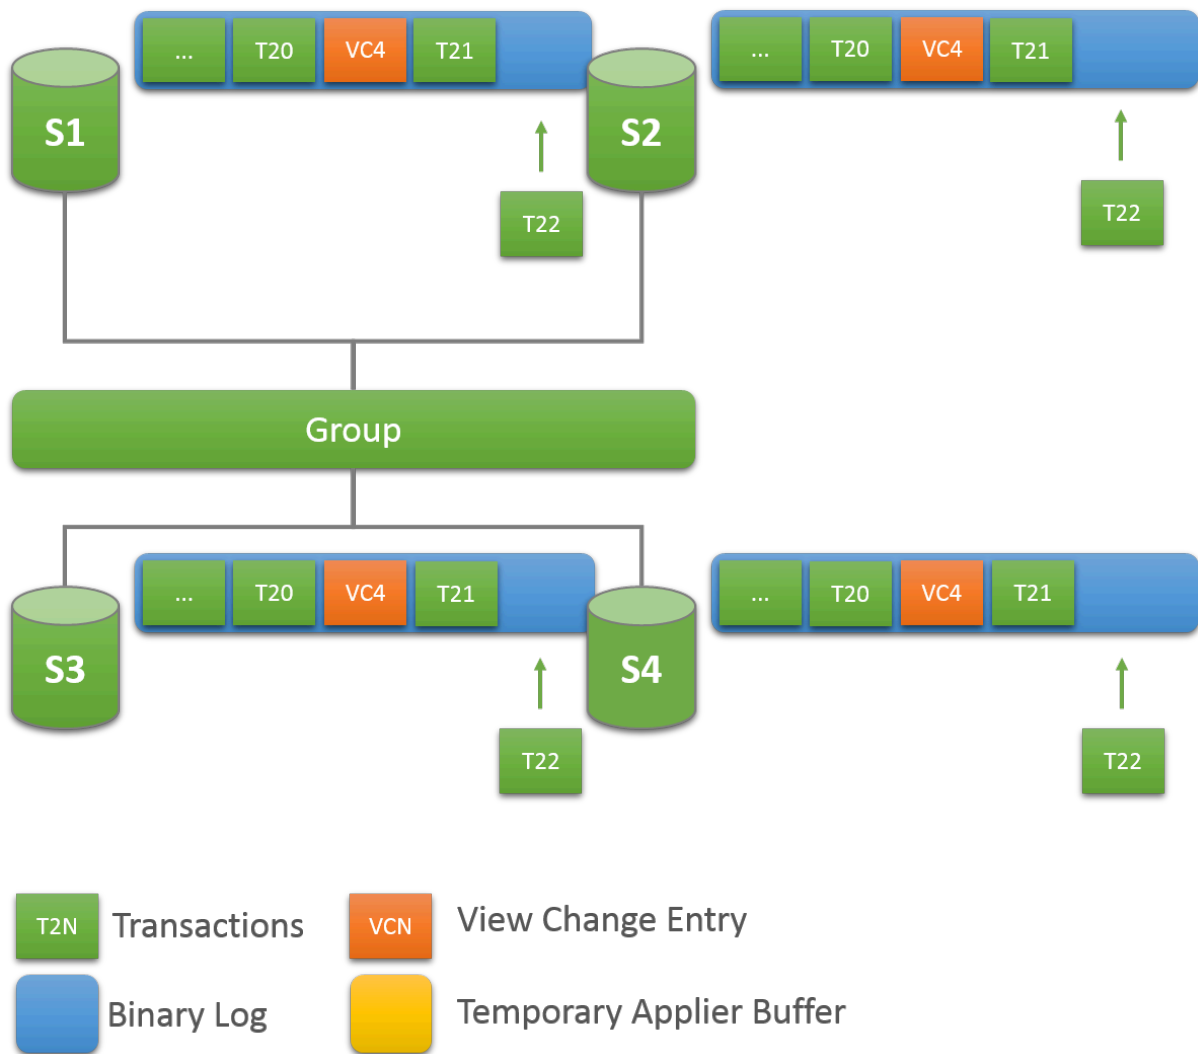 ... T20 VC4 T21
... T20 VC4 T21
S1
S2
T22
T22
Group
... T20 VC4 T21
... T20 VC4 T21
S3
S4
T22
T22
T2N Transactions
VCN View Change Entry
Binary Log
Temporary Applier Buffer